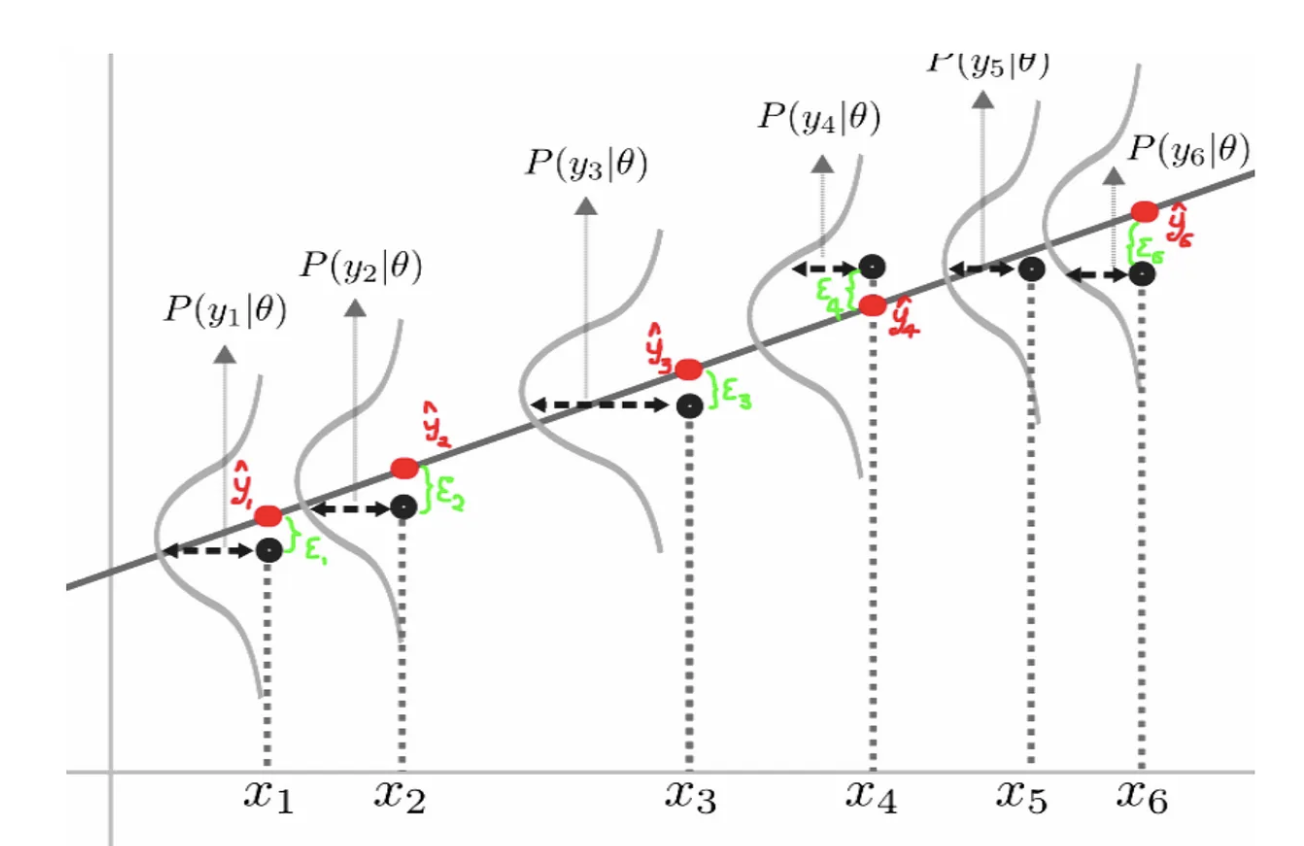 P(y₅|θ)
P(y₄|θ)
P(y₃|θ)
P(y₆|θ)
P(y₂|θ)
P(y₁|θ)
ŷ₆
ε₆
ε₄
ŷ₄
ŷ₃
ε₃
ŷ₂
ε₂
ŷ₁
ε₁
x₁ x₂ x₃ x₄ x₅ x₆